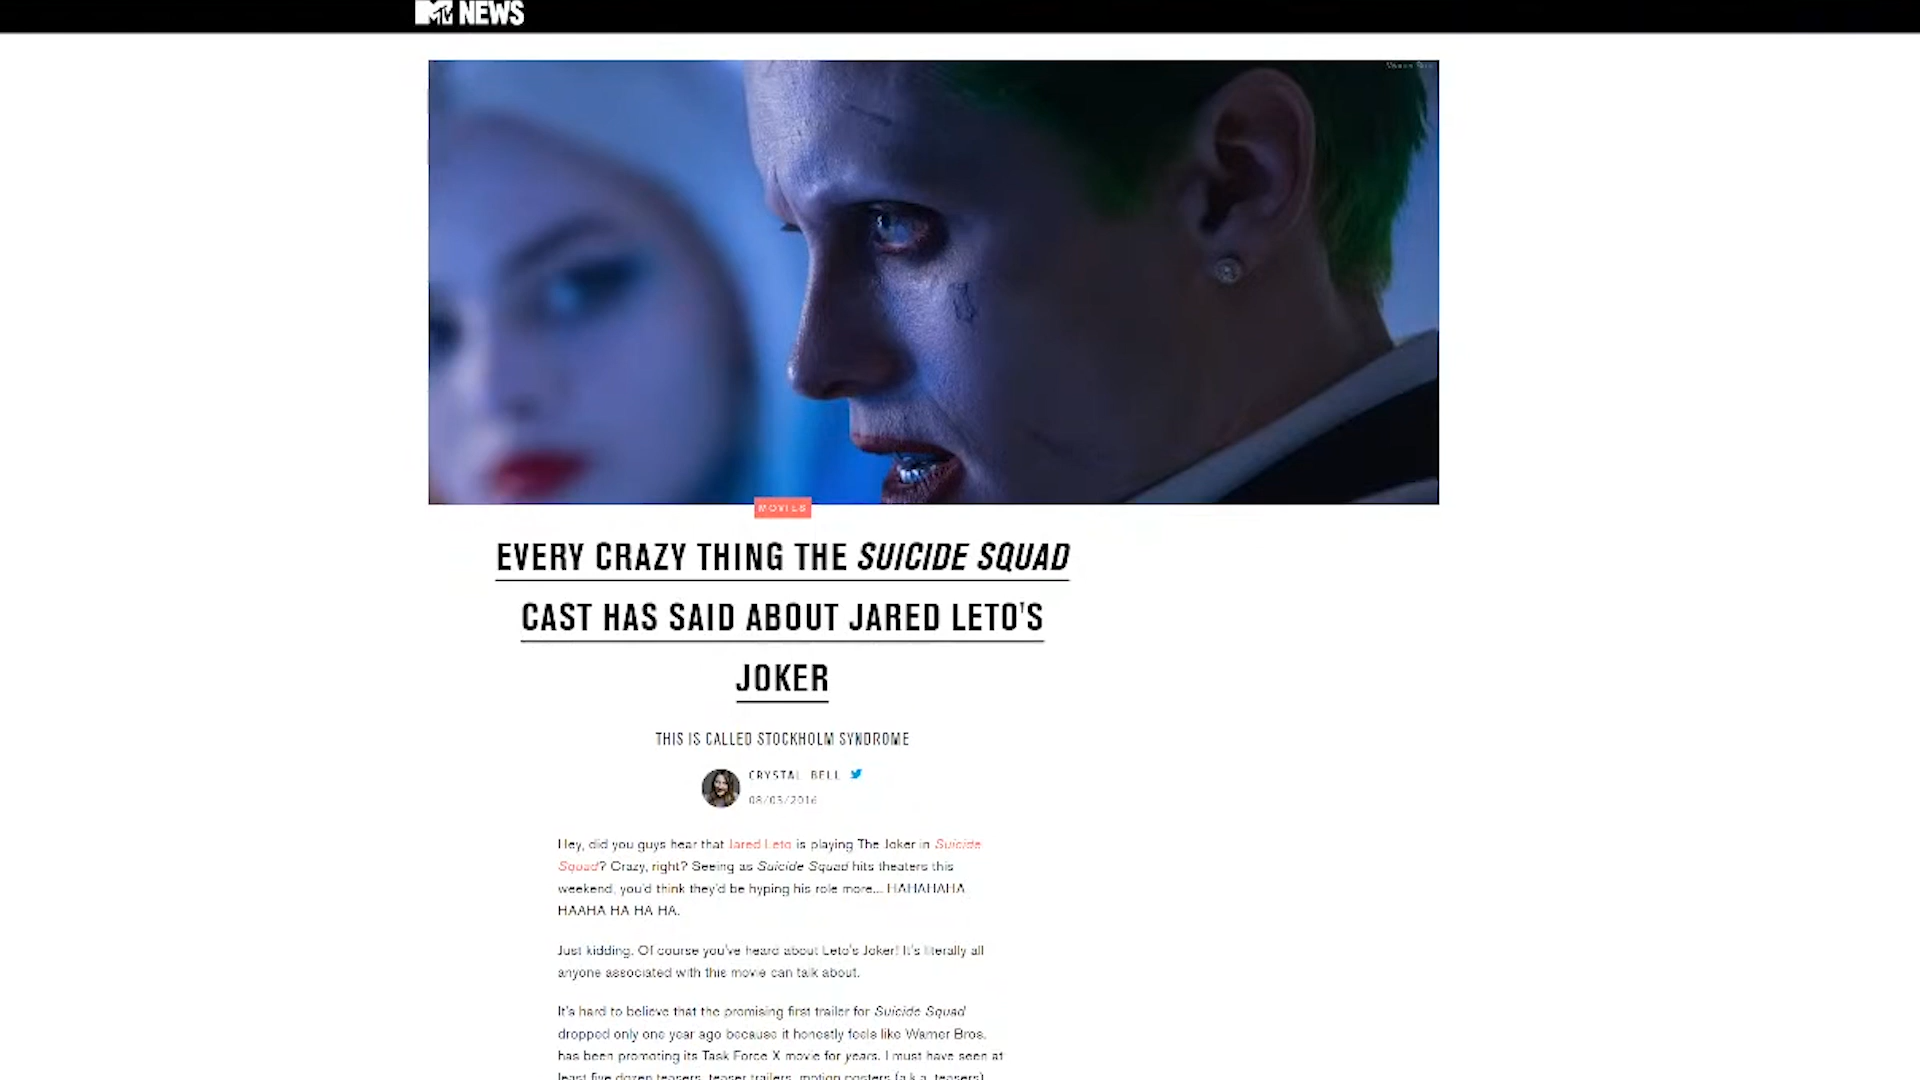 MTV NEWS
MOVIES
EVERY CRAZY THING THE SUICIDE SQUAD
CAST HAS SAID ABOUT JARED LETO'S
JOKER
THIS IS CALLED STOCKHOLM SYNDROME
CRYSTAL BELL
08/03/2016
Hey, did you guys hear that Jared Leto is playing The Joker in Suicide
Squad? Crazy, right? Seeing as Suicide Squad hits theaters this
weekend, you'd think they'd be hyping his role more... HAHAHAHA
HAAHA HA HA HA.
Just kidding. Of course you've heard about Leto's Joker! It's literally all
anyone associated with this movie can talk about.
It's hard to believe that the promising first trailer for Suicide Squad
dropped only one year ago because it honestly feels like Warner Bros.
has been promoting its Task Force X movie for years. I must have seen at
least five dozen teasers, teaser trailers, motion posters (a.k.a. teasers)